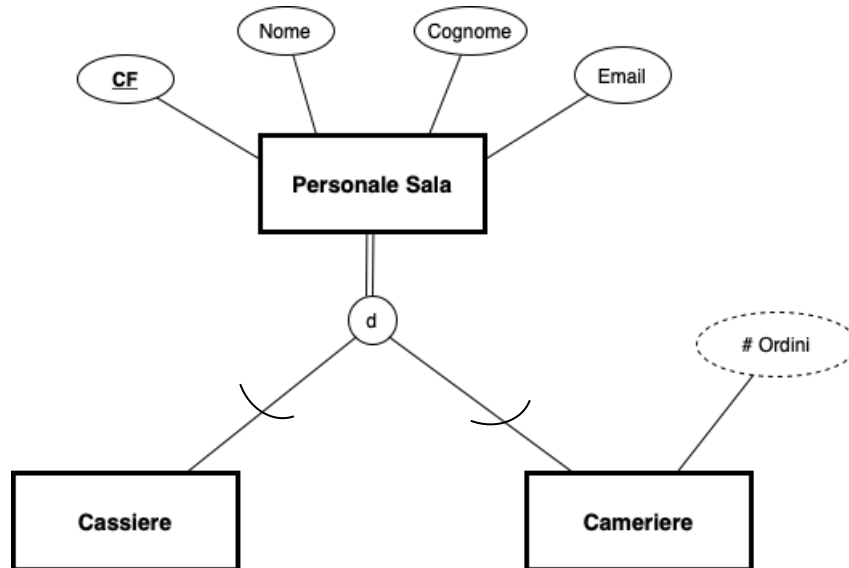 Nome
Cognome
CF
Email
Personale Sala
d
# Ordini
Cassiere
Cameriere